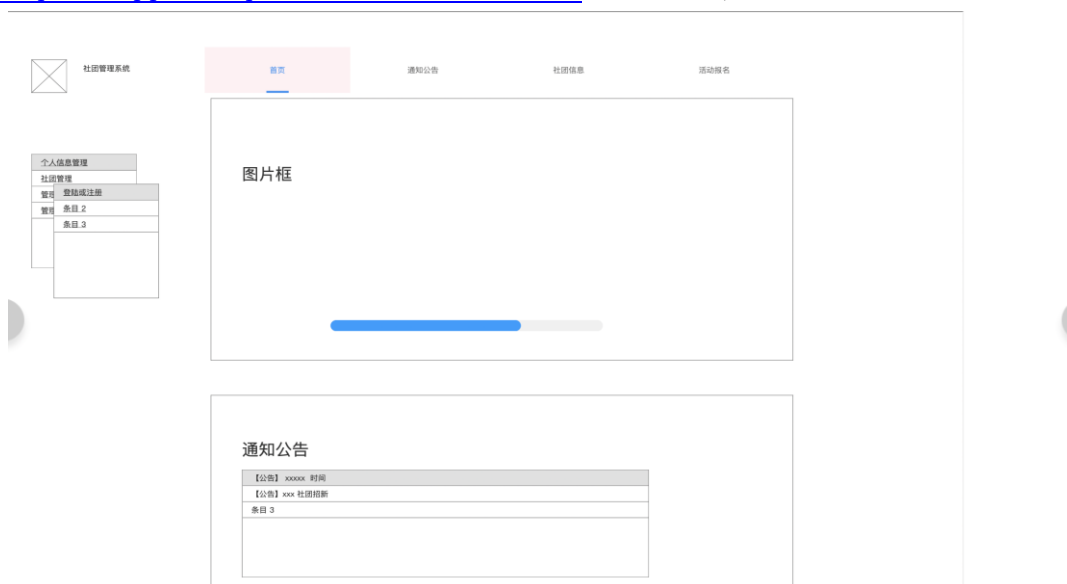 社团管理系统
首页
通知公告
社团信息
活动报名
个人信息管理
社团管理
登陆或注册
条目 2
条目 3
图片框
通知公告
【公告】 xxxxx 时间
【公告】xxx 社团招新
条目 3